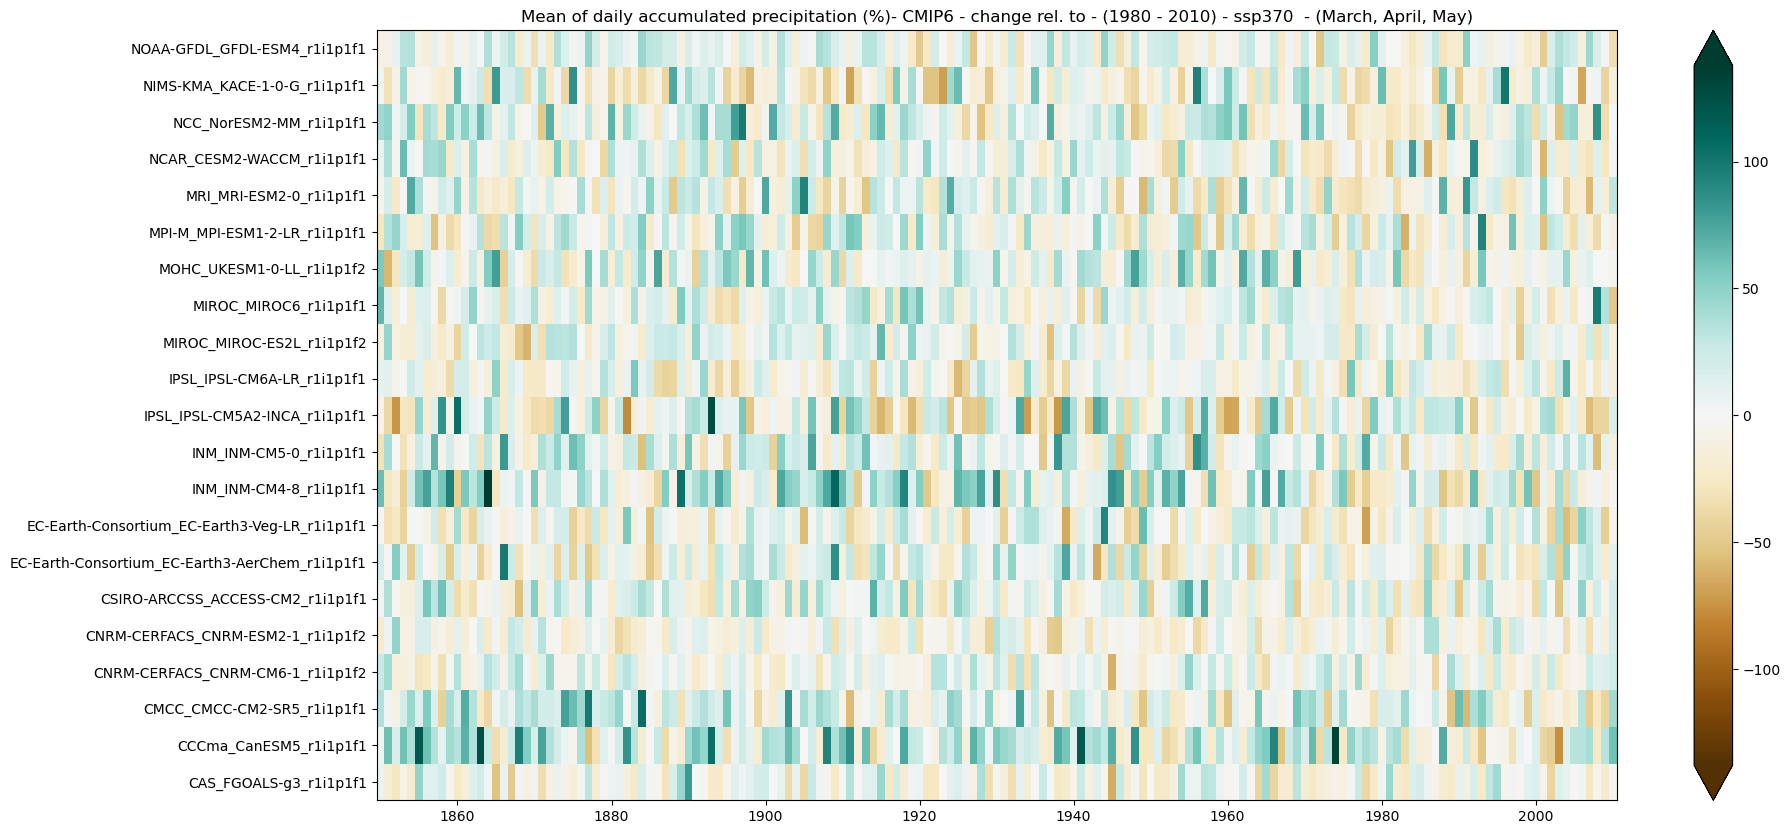 Mean of daily accumulated precipitation (%)- CMIP6 - change rel. to - (1980 - 2010) - ssp370  - (March, April, May)
NOAA-GFDL_GFDL-ESM4_r1i1p1f1
NIMS-KMA_KACE-1-0-G_r1i1p1f1
NCC_NorESM2-MM_r1i1p1f1
NCAR_CESM2-WACCM_r1i1p1f1
MRI_MRI-ESM2-0_r1i1p1f1
MPI-M_MPI-ESM1-2-LR_r1i1p1f1
MOHC_UKESM1-0-LL_r1i1p1f2
MIROC_MIROC6_r1i1p1f1
MIROC_MIROC-ES2L_r1i1p1f2
IPSL_IPSL-CM6A-LR_r1i1p1f1
IPSL_IPSL-CM5A2-INCA_r1i1p1f1
INM_INM-CM5-0_r1i1p1f1
INM_INM-CM4-8_r1i1p1f1
EC-Earth-Consortium_EC-Earth3-Veg-LR_r1i1p1f1
EC-Earth-Consortium_EC-Earth3-AerChem_r1i1p1f1
CSIRO-ARCCSS_ACCESS-CM2_r1i1p1f1
CNRM-CERFACS_CNRM-ESM2-1_r1i1p1f2
CNRM-CERFACS_CNRM-CM6-1_r1i1p1f2
CMCC_CMCC-CM2-SR5_r1i1p1f1
CCCma_CanESM5_r1i1p1f1
CAS_FGOALS-g3_r1i1p1f1
1860 1880 1900 1920 1940 1960 1980 2000
100
50
0
−50
−100